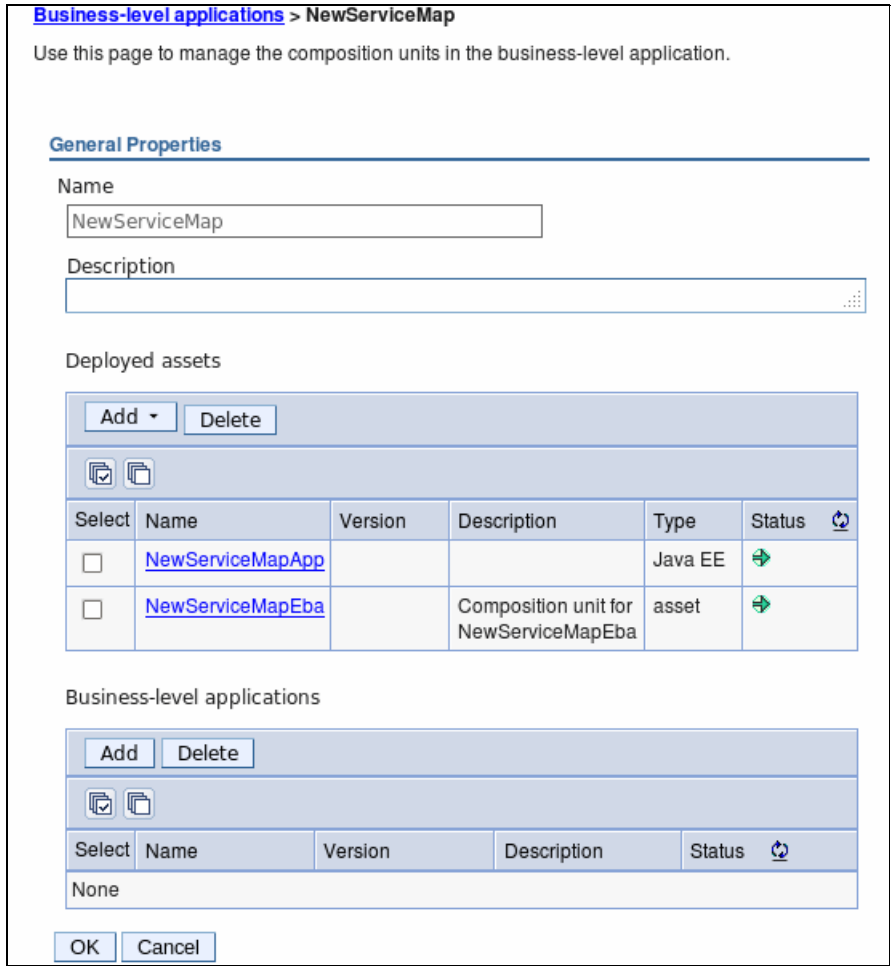 Business-level applications > NewServiceMap
Use this page to manage the composition units in the business-level application.
General Properties
Name
NewServiceMap
Description
Deployed assets
Add
Delete
Select Name Version Description Type Status
NewServiceMapApp Java EE
NewServiceMapEba Composition unit for asset
NewServiceMapEba
Business-level applications
Add Delete
Select Name Version Description Status
None
OK Cancel